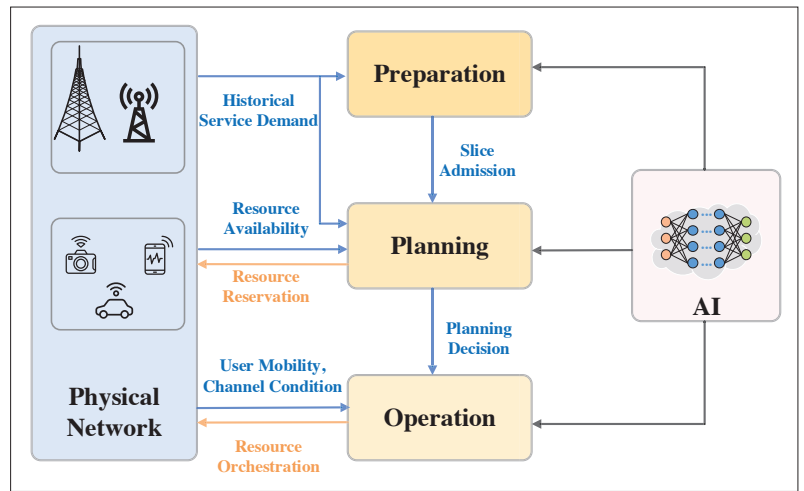 Preparation
Historical
Service Demand
Slice
Admission
Resource
Availability
Planning
Resource
Reservation
AI
Planning
Decision
User Mobility,
Channel Condition
Physical
Network
Operation
Resource
Orchestration